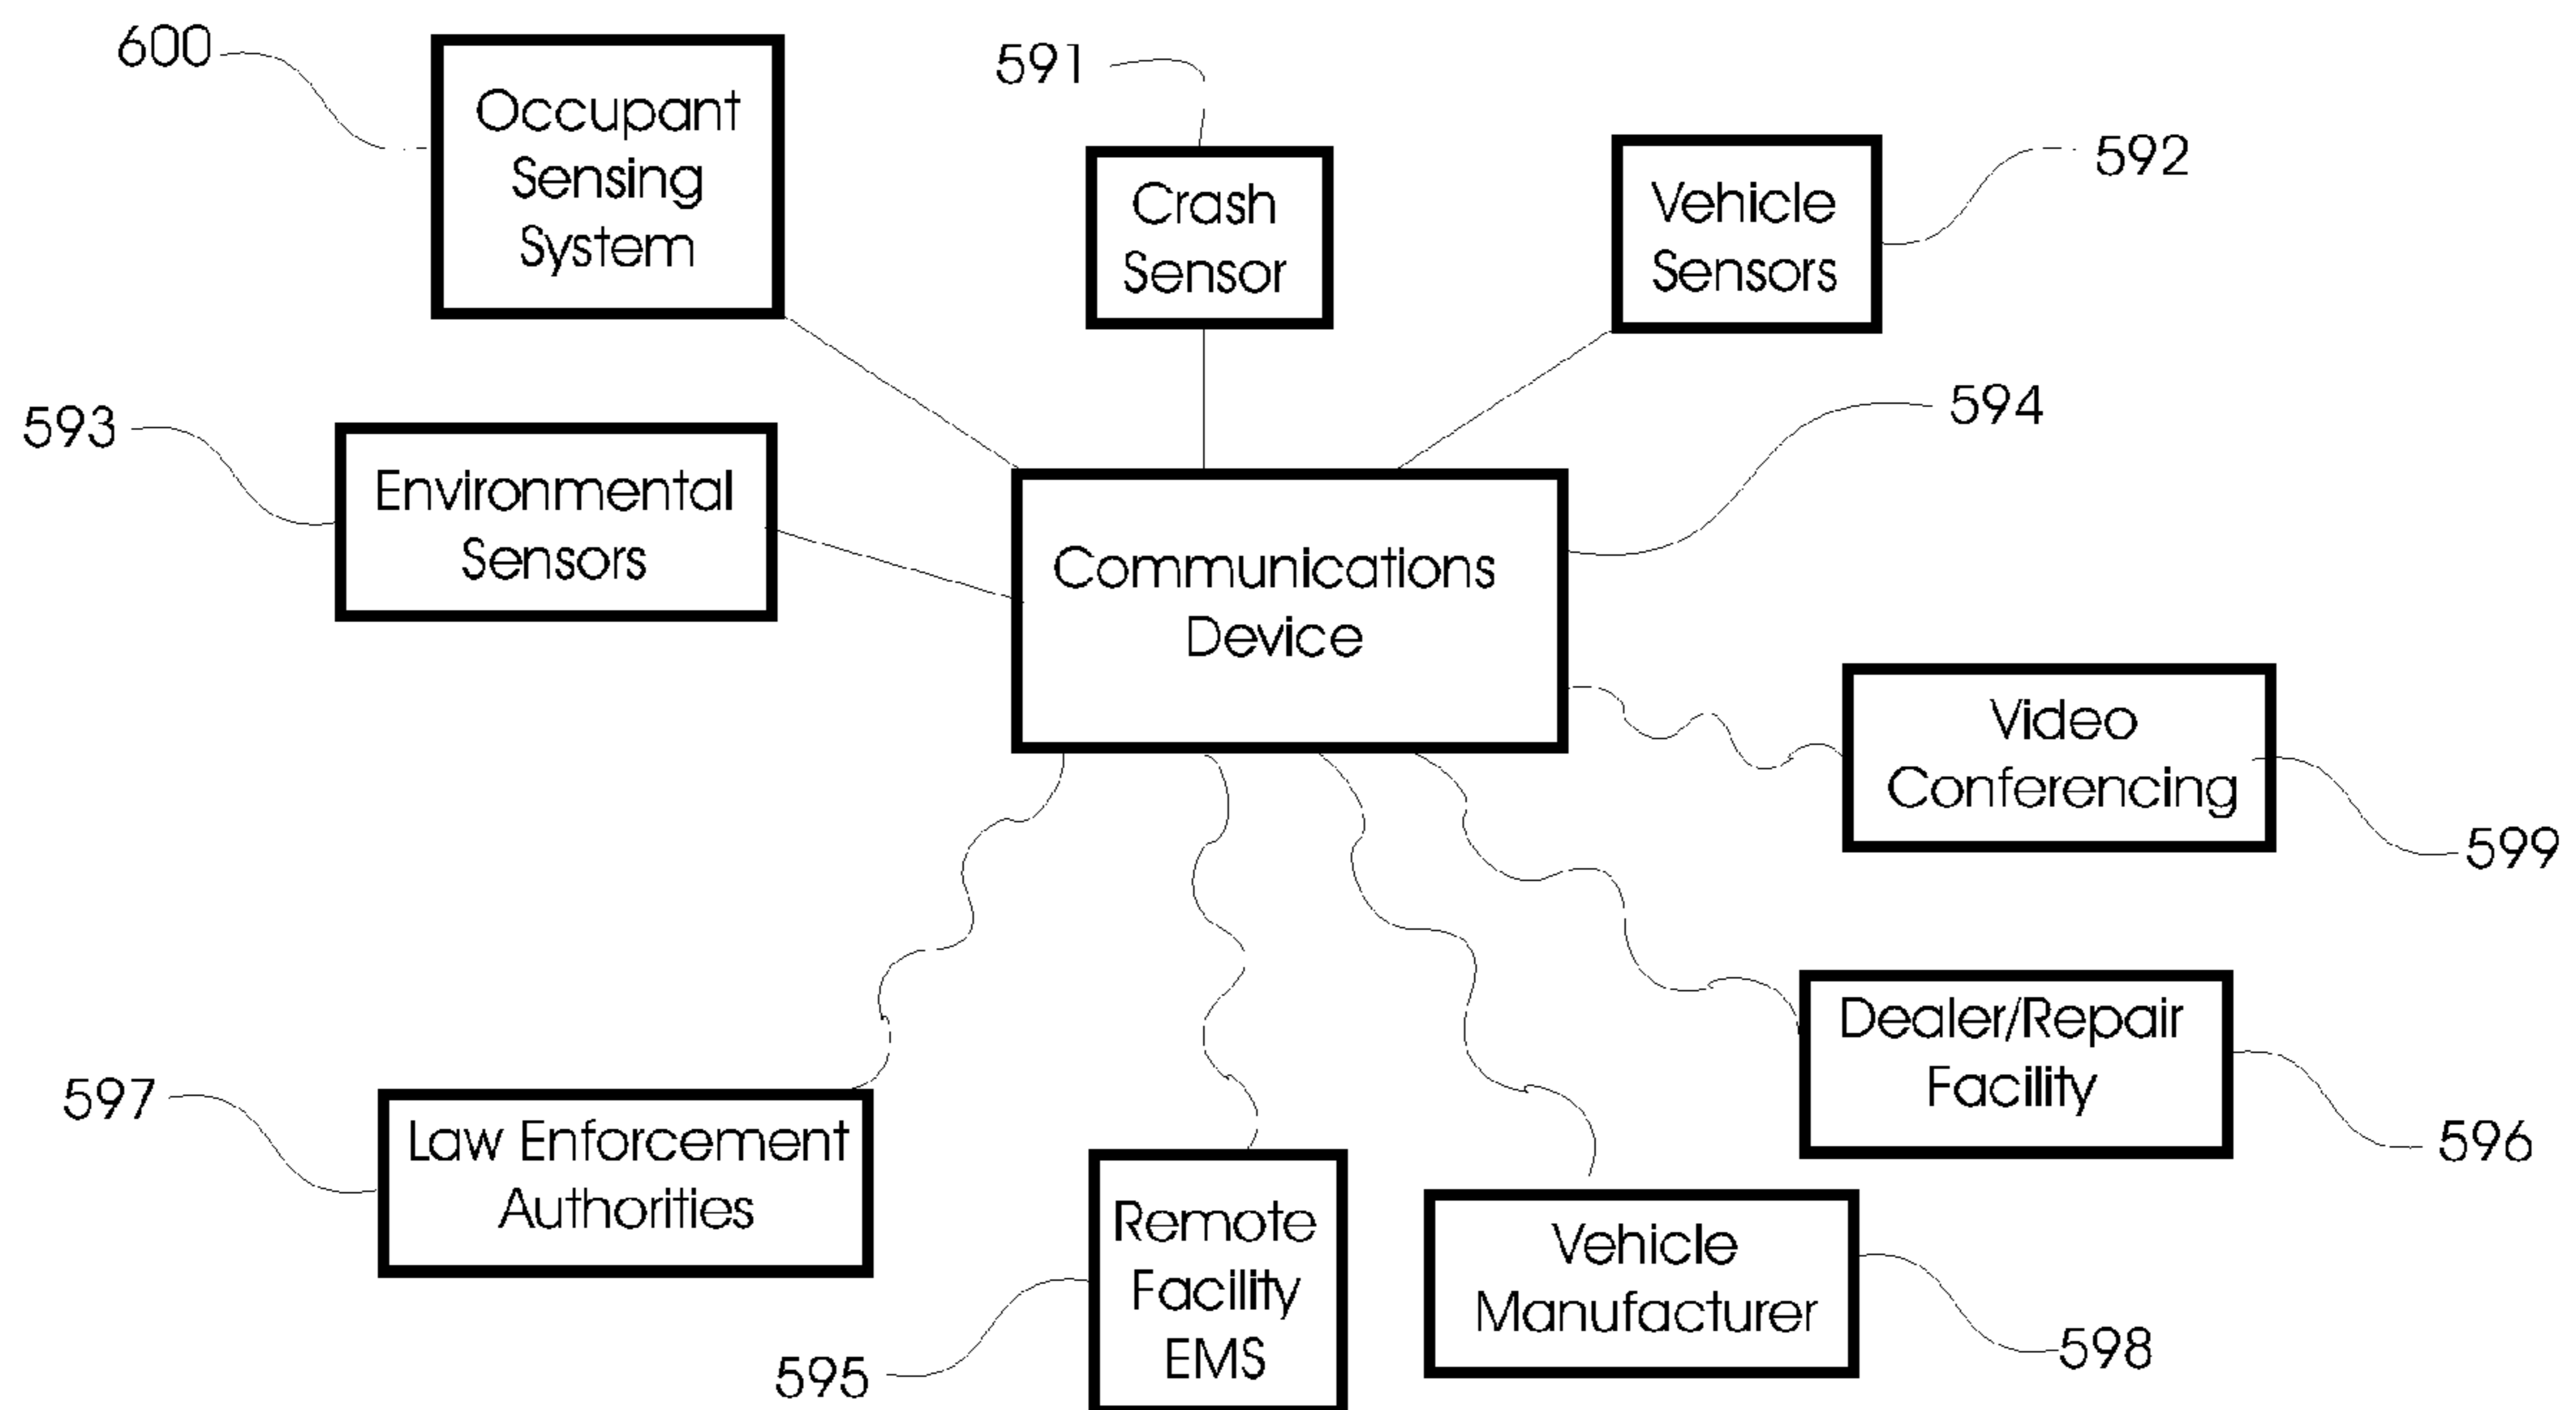 600
Occupant
Sensing
System
591
Crash
Sensor
Vehicle
Sensors
592
593
Environmental
Sensors
594
Communications
Device
Video
Conferencing
599
Dealer/Repair
Facility
596
597
Law Enforcement
Authorities
Remote
Facility
EMS
595
Vehicle
Manufacturer
598